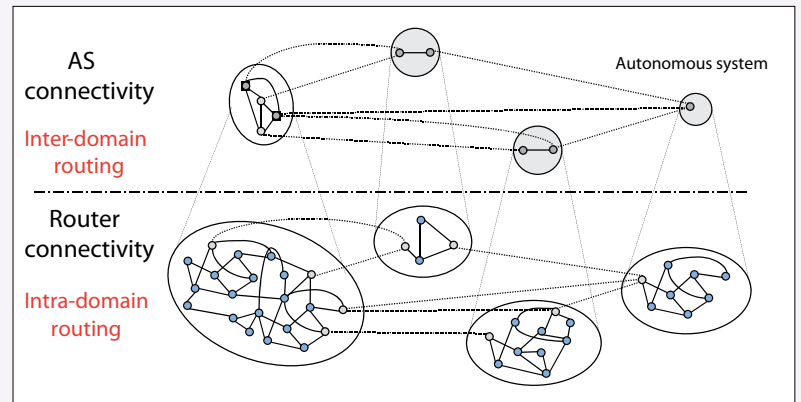 AS
connectivity
Autonomous system
Inter-domain
routing
Router
connectivity
Intra-domain
routing